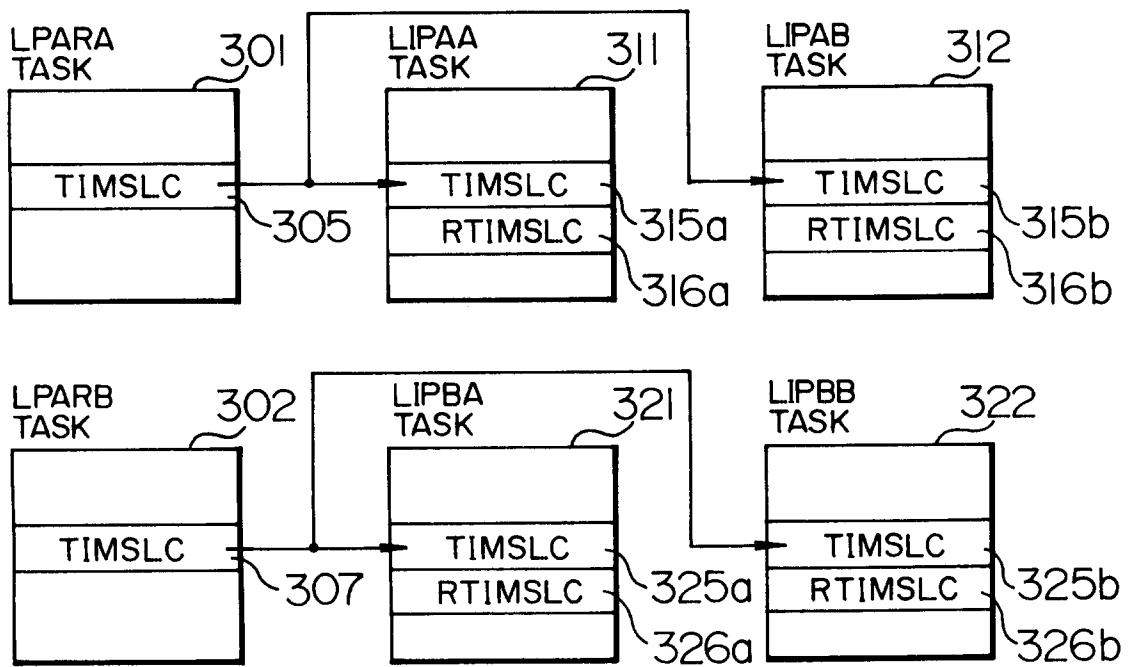 LPARA
TASK
301
LIPAA
TASK
311
LIPAB
TASK
312
TIMSLC
305
TIMSLC
315a
RTIMSLC
316a
TIMSLC
315b
RTIMSLC
316b
LPARB
TASK
302
LIPBA
TASK
321
LIPBB
TASK
322
TIMSLC
307
TIMSLC
325a
RTIMSLC
326a
TIMSLC
325b
RTIMSLC
326b